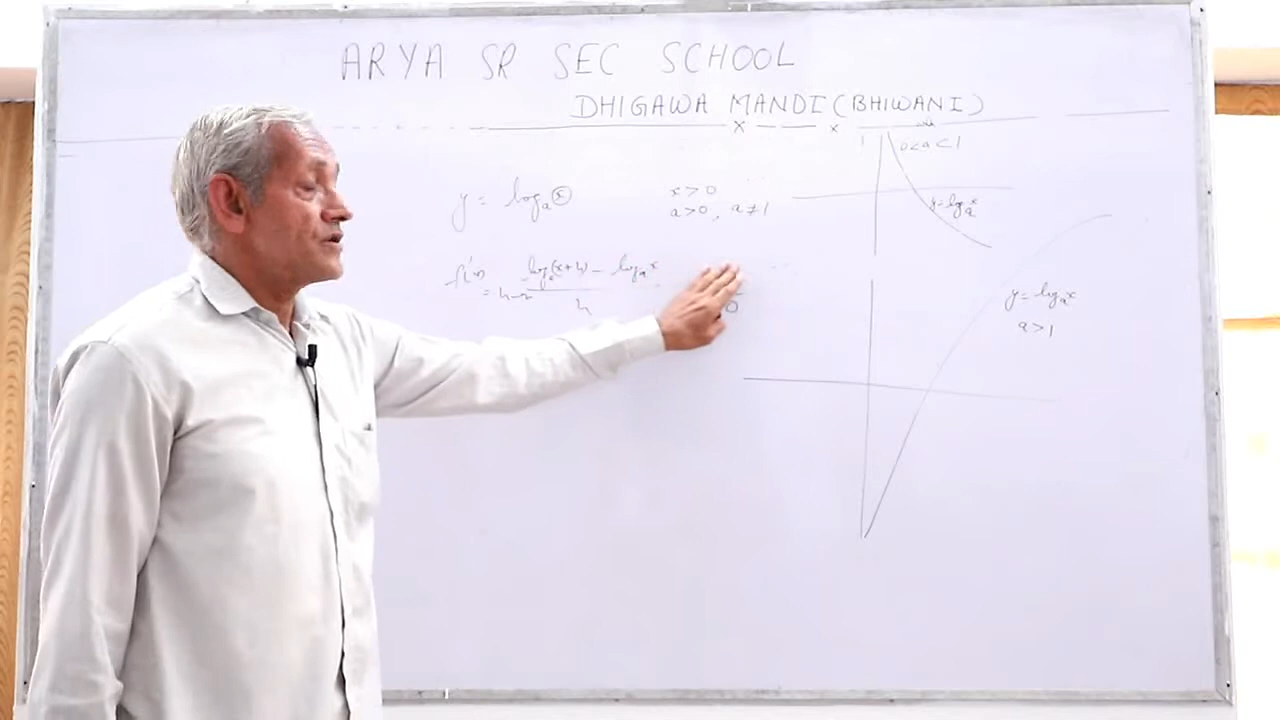 ARYA SR SEC SCHOOL
DHIGAWA MANDI (BHIWANI)
y = logₐ(x)
x>0
a>0, a≠1
logₐ(x+h) - logₐx
h
0
0<a<1
y = logₐx
y = logₐx
a>1